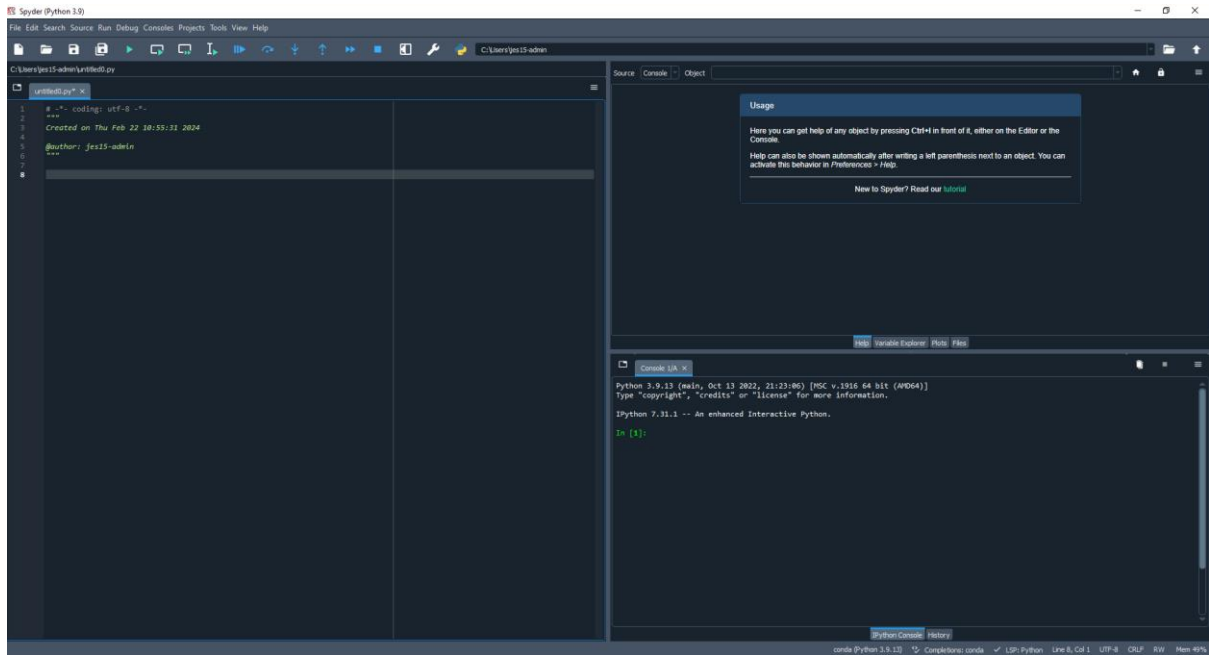 Spyder (Python 3.9)
File Edit Search Source Run Debug Consoles Projects Tools View Help
C:\Users\jes15-admin
C:\Users\jes15-admin\untitled0.py
untitled0.py*
1 # -*- coding: utf-8 -*-
2 """
3 Created on Thu Feb 22 10:55:31 2024
4
5 @author: jes15-admin
6 """
7
8
Source Console Object
Usage
Here you can get help of any object by pressing Ctrl+I in front of it, either on the Editor or the
Console.
Help can also be shown automatically after writing a left parenthesis next to an object. You can
activate this behavior in Preferences > Help.
New to Spyder? Read our tutorial
Help Variable Explorer Plots Files
Console 1/A
Python 3.9.13 (main, Oct 13 2022, 21:23:06) [MSC v.1916 64 bit (AMD64)]
Type "copyright", "credits" or "license" for more information.
IPython 7.31.1 -- An enhanced Interactive Python.
In [1]:
IPython Console History
conda (Python 3.9.13) Completions: conda LSP: Python Line 8, Col 1 UTF-8 CRLF RW Mem 49%